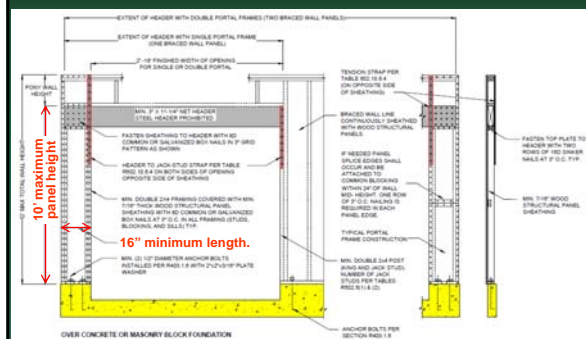 EXTENT OF HEADER WITH DOUBLE PORTAL FRAMES (TWO BRACED WALL PANELS)
EXTENT OF HEADER WITH SINGLE PORTAL FRAME
(ONE BRACED WALL PANEL)
2'-18' FINISHED WIDTH OF OPENING
FOR SINGLE OR DOUBLE PORTAL
PONY WALL
HEIGHT
MIN. 3" X 11-1/4" NET HEADER
STEEL HEADER PROHIBITED
FASTEN SHEATHING TO HEADER WITH 8D
COMMON OR GALVANIZED
BOX NAILS IN 3" GRID
PATTERN AS SHOWN
HEADER TO JACK-STUD STRAP PER TABLE
R602.10.6.4 ON BOTH SIDES OF OPENING
OPPOSITE SIDE OF SHEATHING
MIN. DOUBLE 2x4 FRAMING COVERED WITH MIN.
7/16" THICK WOOD STRUCTURAL PANEL
SHEATHING WITH 8D COMMON OR GALVANIZED
BOX NAILS AT 3" O.C. IN ALL FRAMING (STUDS,
BLOCKING, AND SILLS) TYP.
16" minimum length.
MIN. (2) 1/2" DIAMETER ANCHOR BOLTS
INSTALLED PER R403.1.6 WITH 2"x2"x3/16" PLATE
WASHER
10' maximum
panel height
TOTAL WALL HEIGHT
TENSION STRAP PER
TABLE 602.10.6.4
(ON OPPOSITE SIDE
OF SHEATHING)
BRACED WALL LINE
CONTINUOUSLY SHEATHED
WITH WOOD STRUCTURAL
PANELS
IF NEEDED PANEL
SPLICE EDGES SHALL
OCCUR AND BE
ATTACHED TO
COMMON BLOCKING
WITHIN 24" OF WALL
MID- HEIGHT. ONE ROW
OF 3" O.C. NAILING IS
REQUIRED IN EACH
PANEL EDGE.
TYPICAL PORTAL
FRAME CONSTRUCTION
MIN. DOUBLE 2x4 POST
(KING AND JACK STUD).
NUMBER OF JACK
STUDS PER TABLES
R502.5(1) & (2)
ANCHOR BOLTS PER
SECTION R403.1.6
FASTEN TOP PLATE TO
HEADER WITH TWO
ROWS OF 16D SINKER
NAILS AT 3" O.C. TYP.
MIN. 7/16" WOOD
STRUCTURAL PANEL
SHEATHING
OVER CONCRETE OR MASONRY BLOCK FOUNDATION